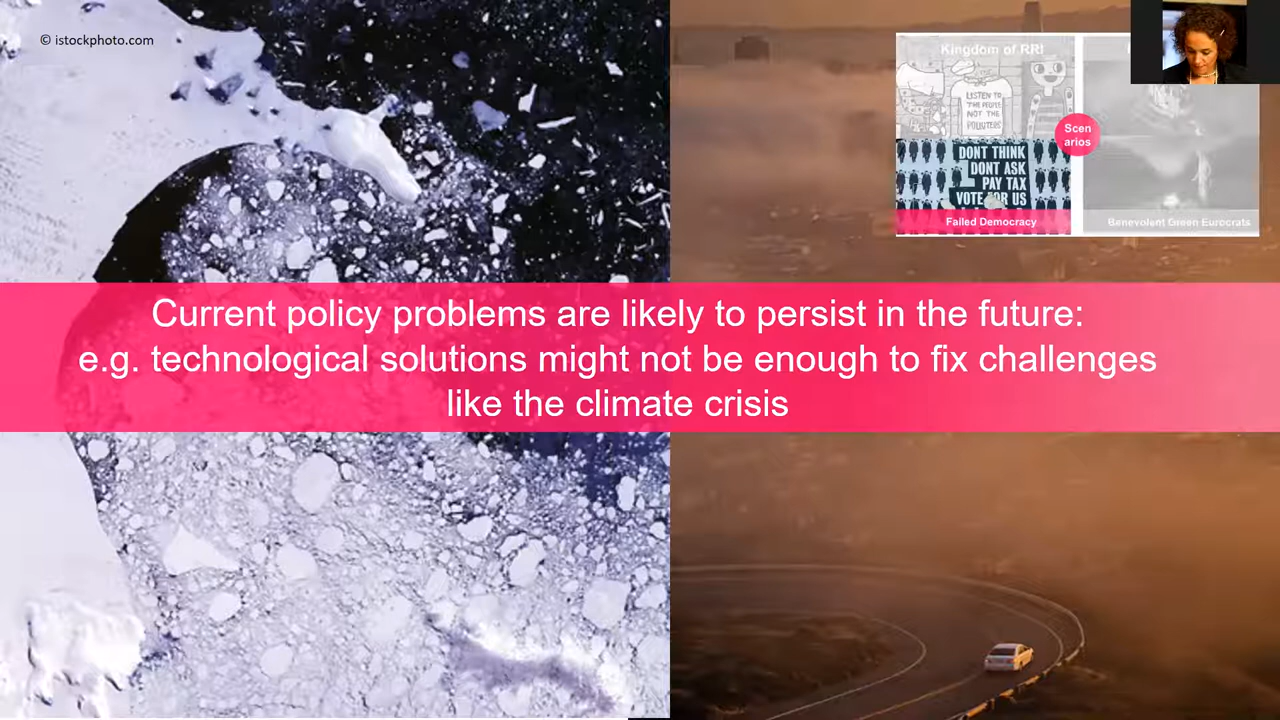 © istockphoto.com
Kingdom of RRI
LISTEN TO
THE PEOPLE
NOT THE
POLLUTERS
Scen
arios
DONT THINK
DONT ASK
PAY TAX
VOTE FOR US
Failed Democracy
Benevolent Green Eurocrats
Current policy problems are likely to persist in the future:
e.g. technological solutions might not be enough to fix challenges
like the climate crisis